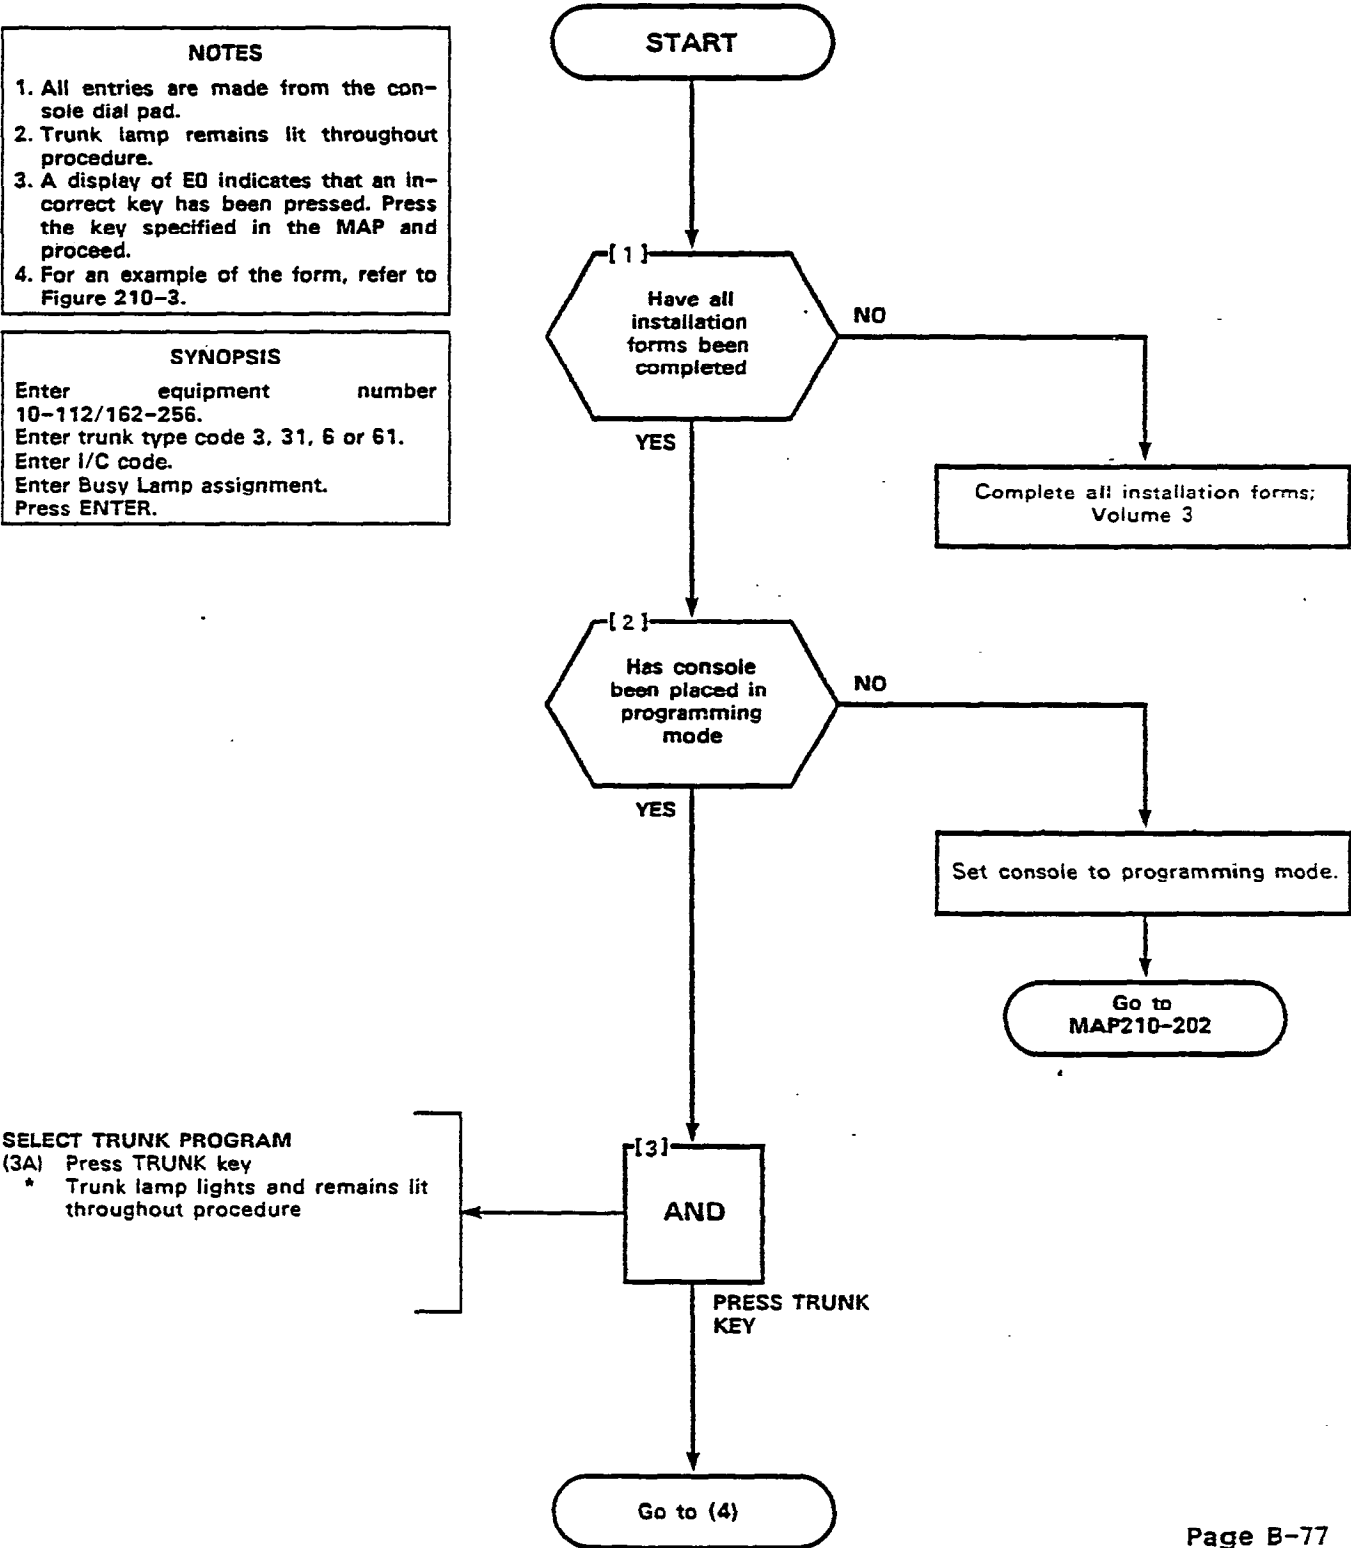 START
NOTES
1. All entries are made from the con-
sole dial pad.
2. Trunk lamp remains lit throughout
procedure.
3. A display of E0 indicates that an in-
correct key has been pressed. Press
the key specified in the MAP and
proceed.
4. For an example of the form, refer to
Figure 210-3.
SYNOPSIS
Enter equipment number
10-112/162-256.
Enter trunk type code 3, 31, 6 or 61.
Enter I/C code.
Enter Busy Lamp assignment.
Press ENTER.
[1]
Have all
installation
forms been
completed
NO
YES
Complete all installation forms;
Volume 3
[2]
Has console
been placed in
programming
mode
NO
YES
Set console to programming mode.
Go to
MAP210-202
SELECT TRUNK PROGRAM
(3A) Press TRUNK key
* Trunk lamp lights and remains lit
throughout procedure
[3]
AND
PRESS TRUNK
KEY
Go to (4)
Page B-77